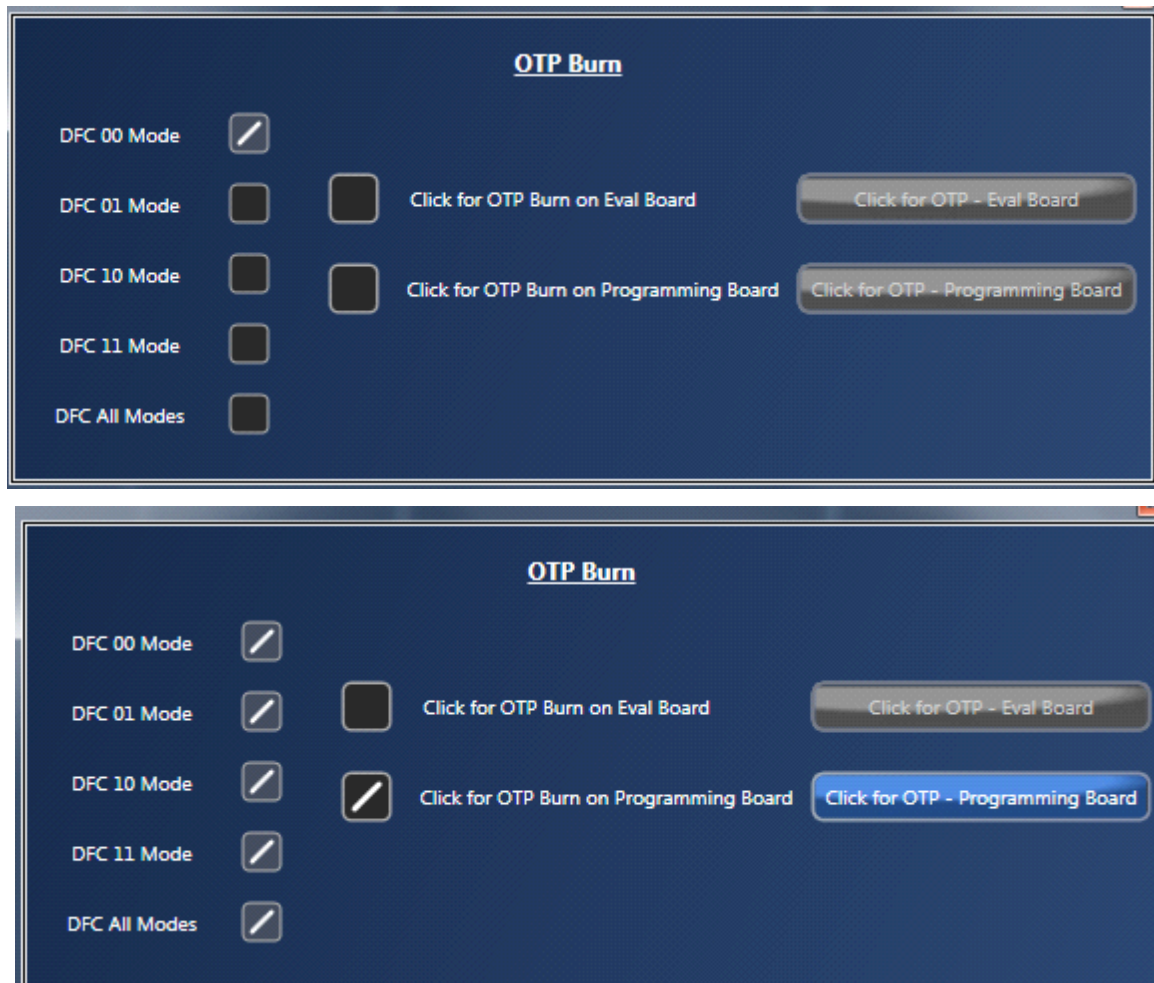 OTP Burn
DFC 00 Mode
DFC 01 Mode
Click for OTP Burn on Eval Board
Click for OTP - Eval Board
DFC 10 Mode
Click for OTP Burn on Programming Board
Click for OTP - Programming Board
DFC 11 Mode
DFC All Modes
OTP Burn
DFC 00 Mode
DFC 01 Mode
Click for OTP Burn on Eval Board
Click for OTP - Eval Board
DFC 10 Mode
Click for OTP Burn on Programming Board
Click for OTP - Programming Board
DFC 11 Mode
DFC All Modes